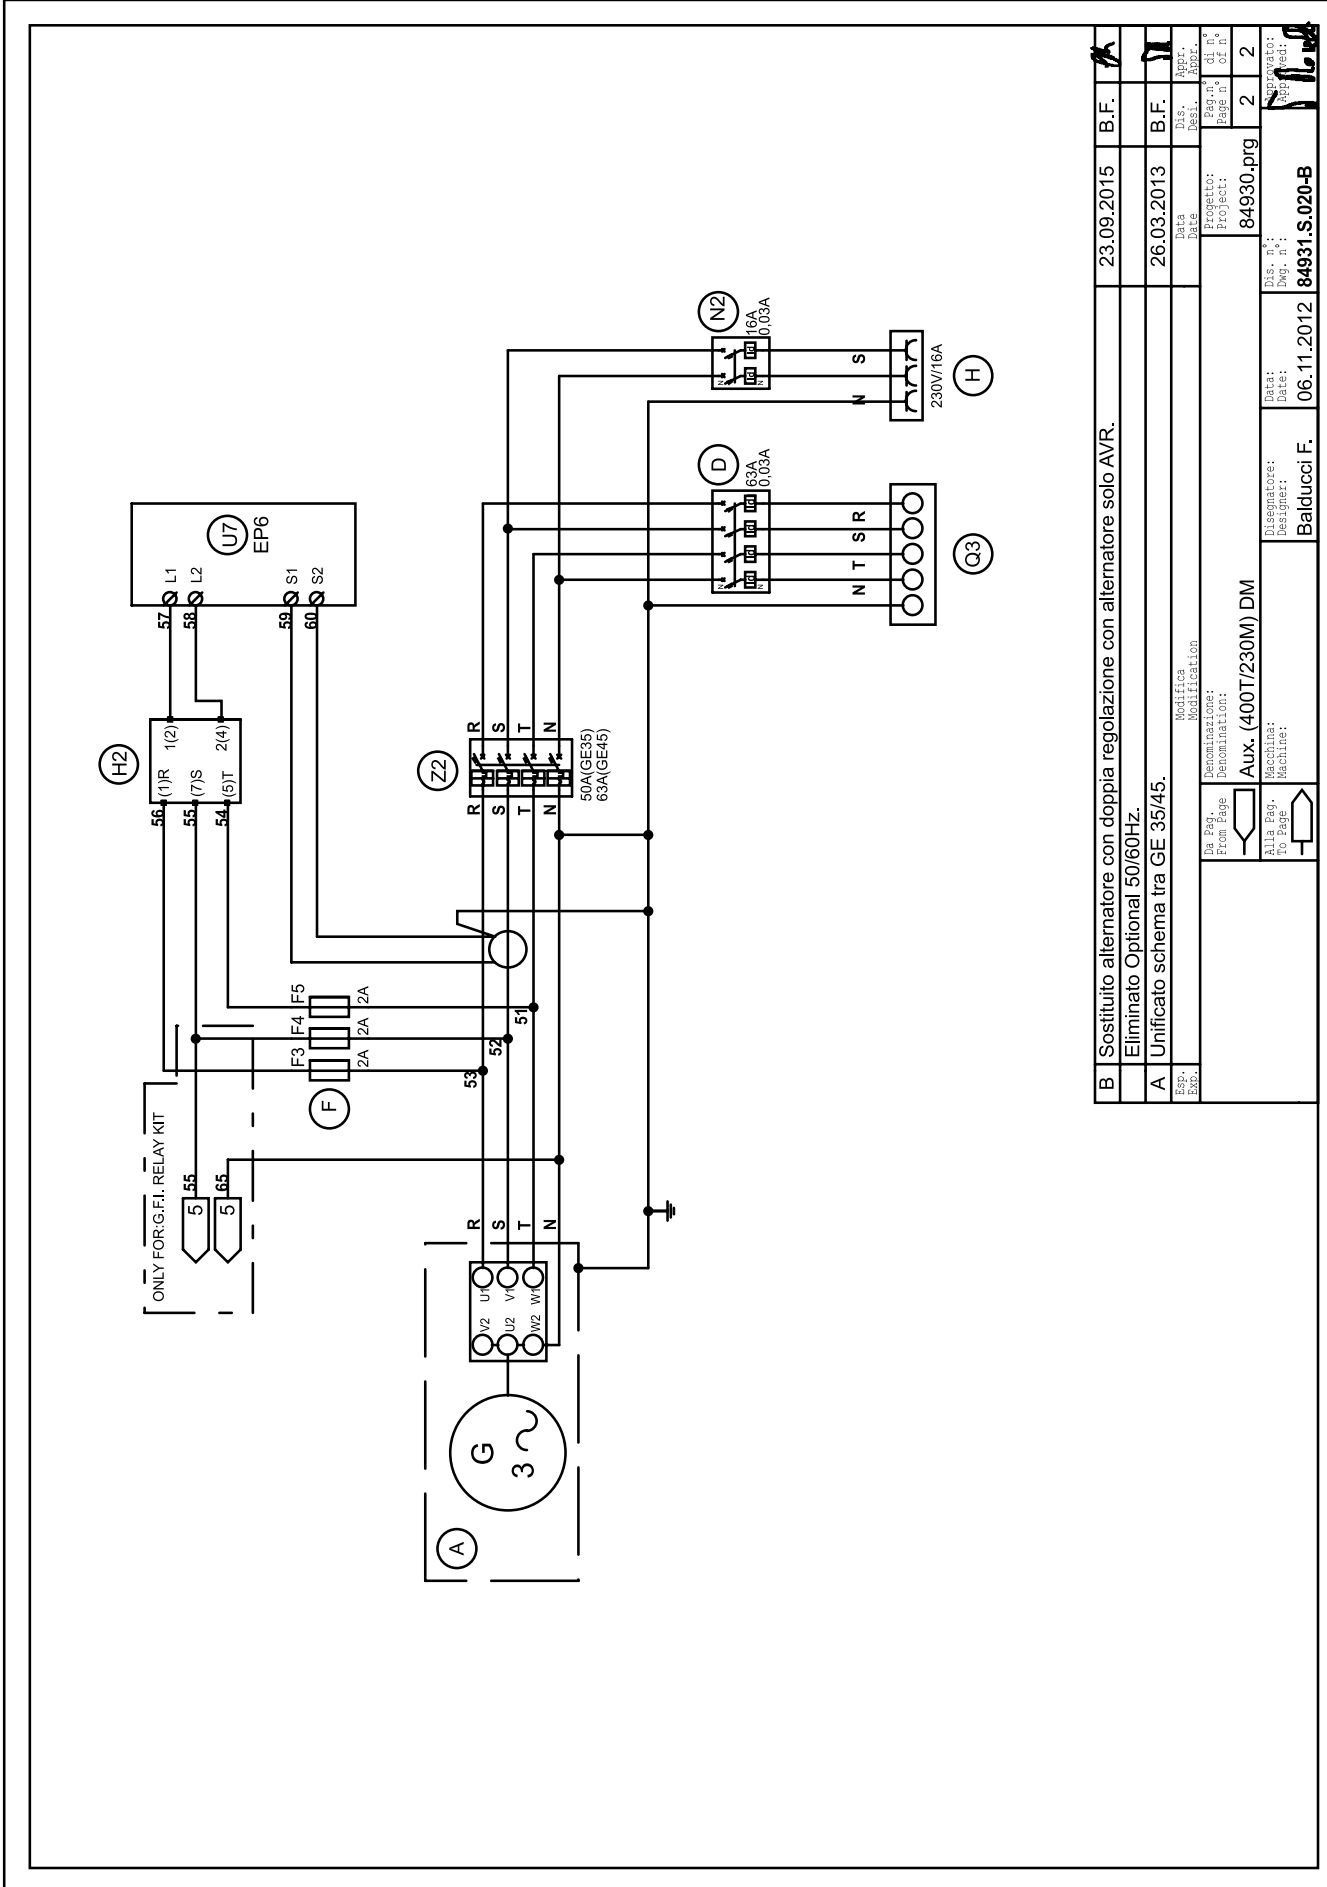 ONLY FOR:G.F.I. RELAY KIT
5
55
5
65
H2
56
(1)R
1(2)
55
(7)S
54
(5)T
2(4)
57
L1
58
L2
59
S1
60
S2
U7
EP6
F
F3
2A
F4
2A
F5
2A
53
52
51
A
G
3
V2
U1
U2
V1
W2
W1
R
S
T
N
Z2
R
S
T
N
R
S
T
N
50A(GE35)
63A(GE45)
D
63A
0,03A
N
Id
Id
Id
Id
N
N
T
S
R
Q3
N2
16A
0,03A
N
Id
Id
N
N
S
230V/16A
H
B
Sostituito alternatore con doppia regolazione con alternatore solo AVR.
23.09.2015
B.F.
Eliminato Optional 50/60Hz.
A
Unificato schema tra GE 35/45.
26.03.2013
B.F.
Esp.
Exp.
Modifica
Modification
Data
Date
Dis.
Desi.
Appr.
Appr.
Da Pag.
From Page
Denominazione:
Denomination:
Aux. (400T/230M) DM
Progetto:
Project:
84930.prg
Pag.n°
Page n°
2
di n°
of n°
2
Alla Pag.
To Page
Macchina:
Machine:
Disegnatore:
Designer:
Balducci F.
Data:
Date:
06.11.2012
Dis. n°:
Dwg. n°:
84931.S.020-B
Approvato:
Approved: